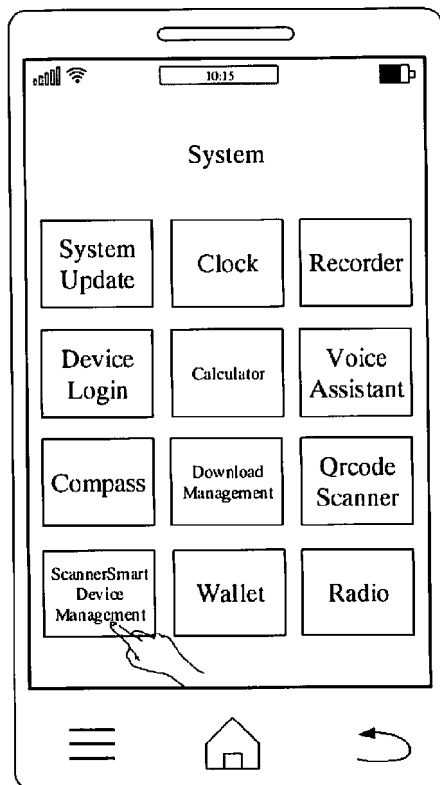 10:15
System
System
Update
Clock
Recorder
Device
Login
Calculator
Voice
Assistant
Compass
Download
Management
Qrcode
Scanner
ScannerSmart
Device
Management
Wallet
Radio